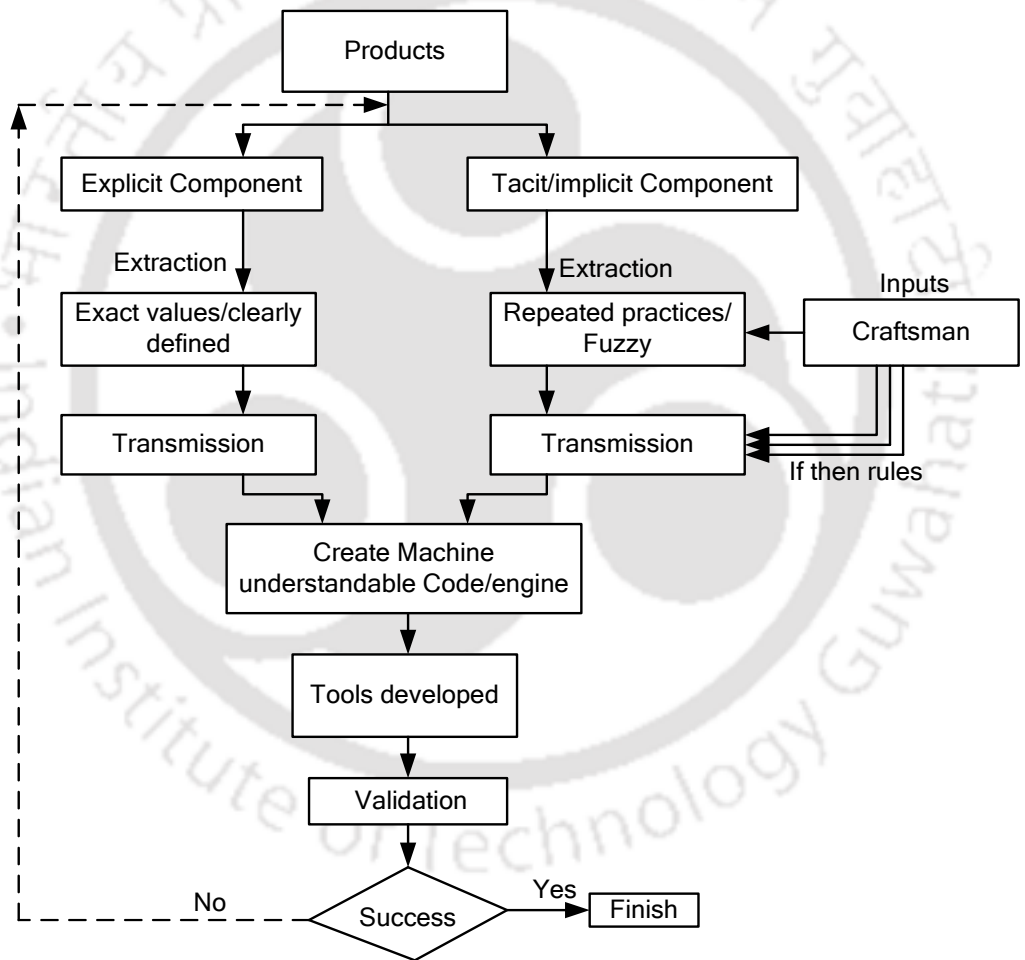 Products
Explicit Component
Tacit/implicit Component
Extraction
Extraction
Inputs
Exact values/clearly
defined
Repeated practices/
Fuzzy
Craftsman
Transmission
Transmission
If then rules
Create Machine
understandable Code/engine
Tools developed
Validation
Success
No
Yes
Finish
Indian Institute of Technology Guwahati